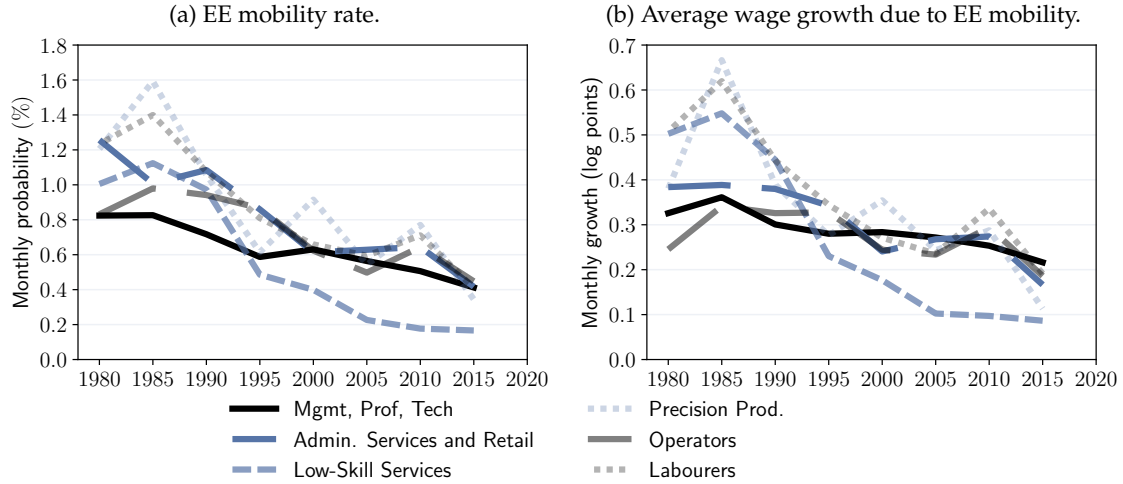 (a) EE mobility rate.
Monthly probability (%)
1.8
1.6
1.4
1.2
1.0
0.8
0.6
0.4
0.2
0.0
1980 1985 1990 1995 2000 2005 2010 2015 2020
(b) Average wage growth due to EE mobility.
Monthly growth (log points)
0.7
0.6
0.5
0.4
0.3
0.2
0.1
0.0
1980 1985 1990 1995 2000 2005 2010 2015 2020
Mgmt, Prof, Tech
Admin. Services and Retail
Low-Skill Services
Precision Prod.
Operators
Labourers